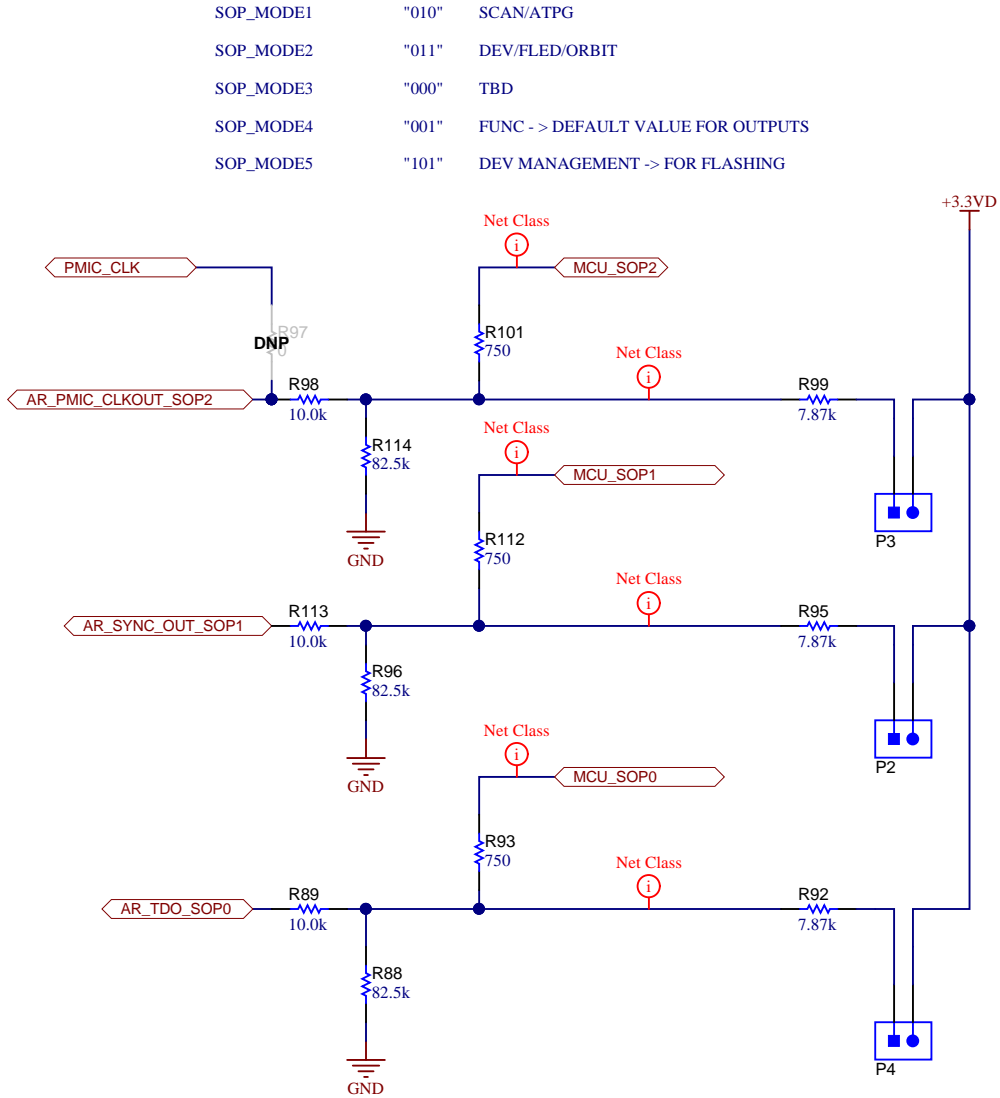 SOP_MODE1 "010" SCAN/ATPG
SOP_MODE2 "011" DEV/FLED/ORBIT
SOP_MODE3 "000" TBD
SOP_MODE4 "001" FUNC - > DEFAULT VALUE FOR OUTPUTS
SOP_MODE5 "101" DEV MANAGEMENT -> FOR FLASHING
+3.3VD
Net Class
i
PMIC_CLK
MCU_SOP2
R97
DNP
0
R101
750
Net Class
i
AR_PMIC_CLKOUT_SOP2
R98
10.0k
R99
7.87k
R114
82.5k
GND
Net Class
i
MCU_SOP1
P3
R112
750
Net Class
i
AR_SYNC_OUT_SOP1
R113
10.0k
R95
7.87k
R96
82.5k
GND
Net Class
i
MCU_SOP0
P2
R93
750
Net Class
i
AR_TDO_SOP0
R89
10.0k
R92
7.87k
R88
82.5k
GND
P4